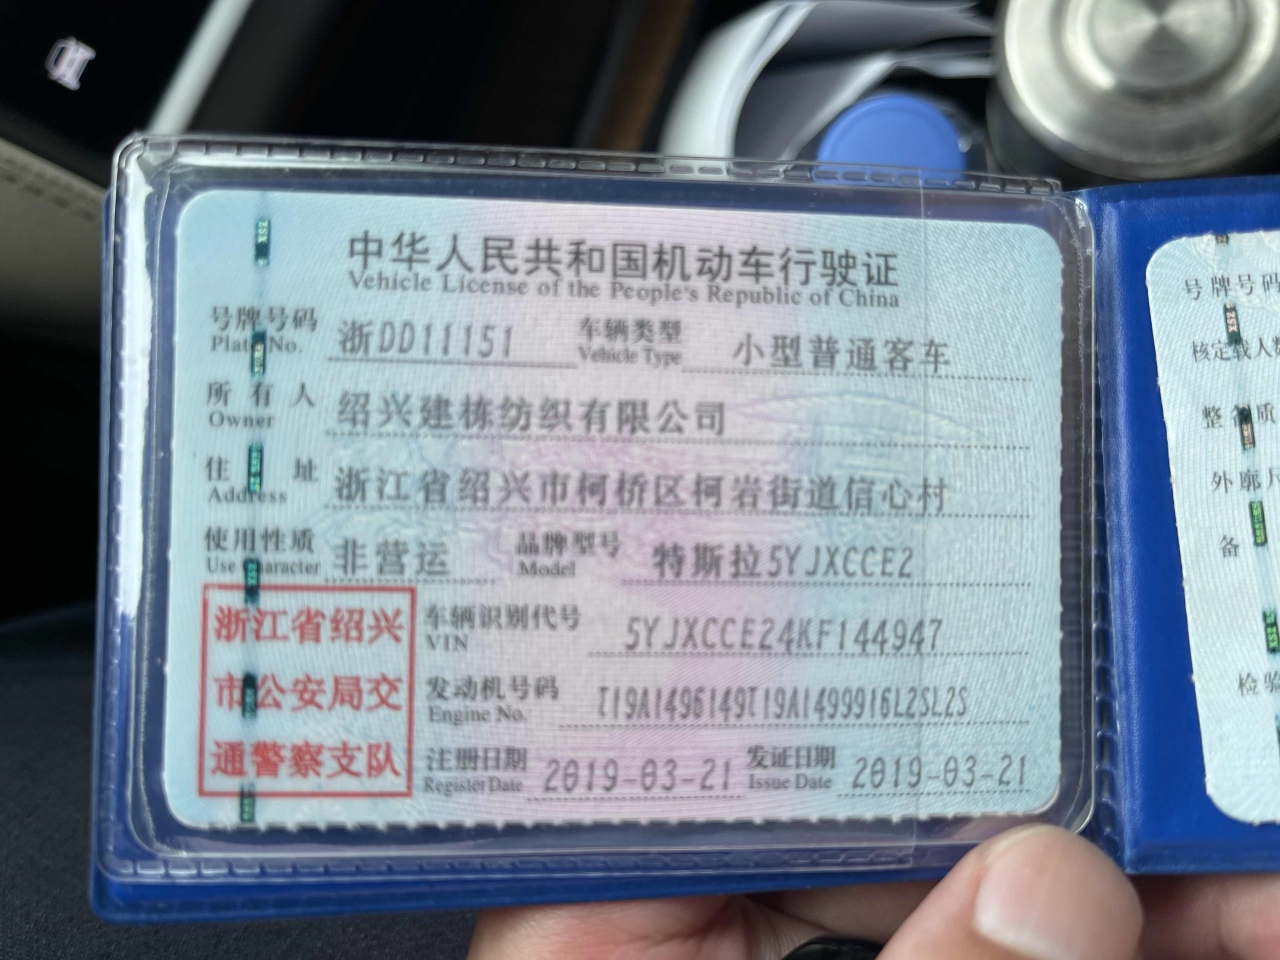 中华人民共和国机动车行驶证
Vehicle License of the People's Republic of China
号牌号码 浙DD11151 车辆类型 小型普通客车
Plate No. Vehicle Type
所有人 绍兴建栋纺织有限公司
Owner
住址 浙江省绍兴市柯桥区柯岩街道信心村
Address
使用性质 非营运 品牌型号 特斯拉5YJXCCE2
Use Character Model
浙江省绍兴
市公安局交
通警察支队
车辆识别代号 5YJXCCE24KF144947
VIN
发动机号码 T19A1496149T19A1499916L2SL2S
Engine No.
注册日期 2019-03-21 发证日期 2019-03-21
Register Date Issue Date
号牌号码
核定载人数
整 质
外廓尺
备
检验